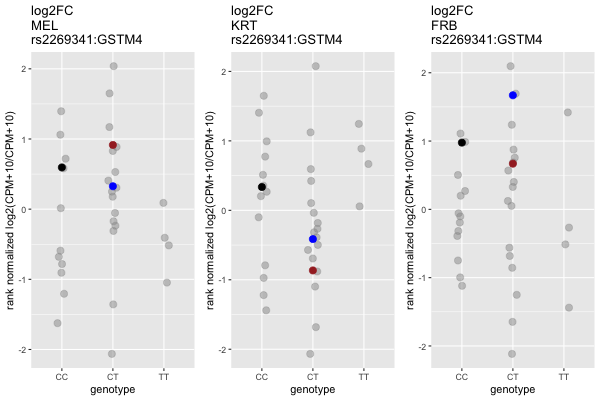 log2FC
MEL
rs2269341:GSTM4
rank normalized log2(CPM+10/CPM+10)
2
1
0
-1
-2
CC
CT
TT
genotype
log2FC
KRT
rs2269341:GSTM4
rank normalized log2(CPM+10/CPM+10)
2
1
0
-1
-2
CC
CT
TT
genotype
log2FC
FRB
rs2269341:GSTM4
rank normalized log2(CPM+10/CPM+10)
2
1
0
-1
-2
CC
CT
TT
genotype